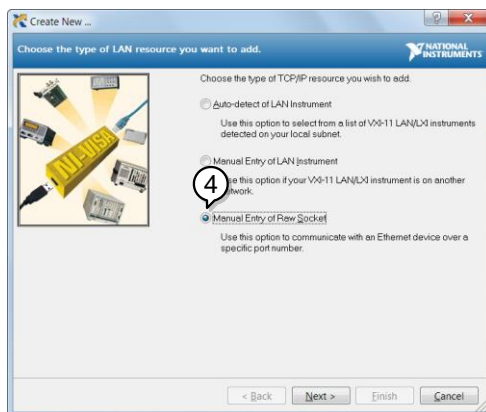 Create New ...
Choose the type of LAN resource you want to add.
NATIONAL
INSTRUMENTS
Choose the type of TCP/IP resource you wish to add.
Auto-detect of LAN Instrument
Use this option to select from a list of VXI-11 LAN/LXI instruments
detected on your local subnet.
Manual Entry of LAN Instrument
this option if your VXI-11 LAN/LXI instrument is on another
4
Manual Entry of Raw Socket
Use this option to communicate with an Ethernet device over a
specific port number.
NI-VISA
< Back
Next >
Finish
Cancel